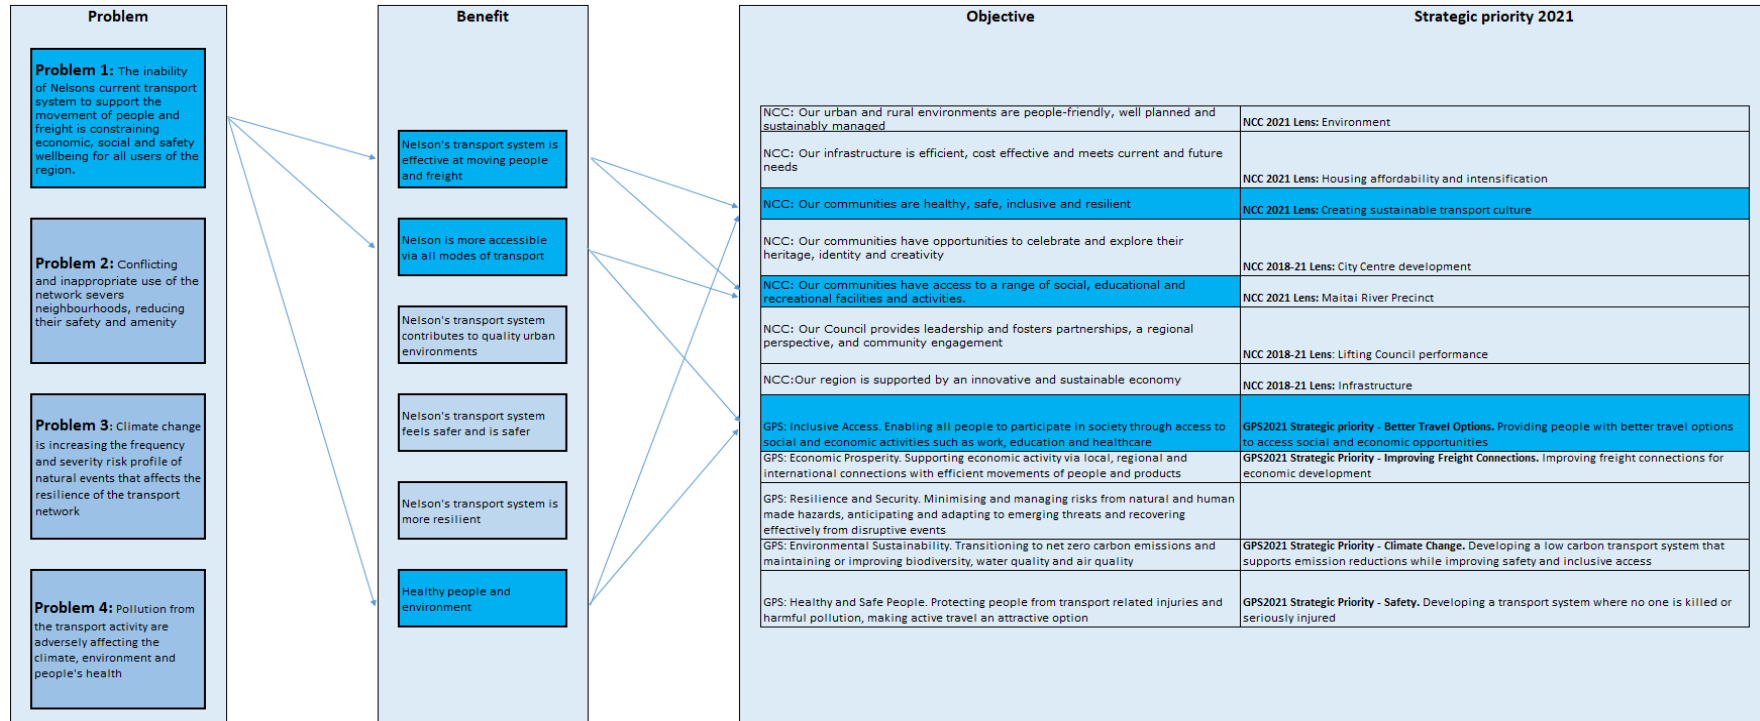 Problem
Problem 1: The inability
of Nelsons current transport
system to support the
movement of people and
freight is constraining
economic, social and safety
wellbeing for all users of the
region.
Problem 2: Conflicting
and inappropriate use of the
network severs
neighbourhoods, reducing
their safety and amenity
Problem 3: Climate change
is increasing the frequency
and severity risk profile of
natural events that affects the
resilience of the transport
network
Problem 4: Pollution from
the transport activity are
adversely affecting the
climate, environment and
people's health
Benefit
Nelson's transport system is
effective at moving people
and freight
Nelson is more accessible
via all modes of transport
Nelson's transport system
contributes to quality urban
environments
Nelson's transport system
feels safer and is safer
Nelson's transport system is
more resilient
Healthy people and
environment
Objective
Strategic priority 2021
NCC: Our urban and rural environments are people-friendly, well planned and
sustainably managed
NCC 2021 Lens: Environment
NCC: Our infrastructure is efficient, cost effective and meets current and future
needs
NCC 2021 Lens: Housing affordability and intensification
NCC: Our communities are healthy, safe, inclusive and resilient
NCC 2021 Lens: Creating sustainable transport culture
NCC: Our communities have opportunities to celebrate and explore their
heritage, identity and creativity
NCC 2018-21 Lens: City Centre development
NCC: Our communities have access to a range of social, educational and
recreational facilities and activities.
NCC 2021 Lens: Maitai River Precinct
NCC: Our Council provides leadership and fosters partnerships, a regional
perspective, and community engagement
NCC 2018-21 Lens: Lifting Council performance
NCC:Our region is supported by an innovative and sustainable economy
NCC 2018-21 Lens: Infrastructure
GPS: Inclusive Access. Enabling all people to participate in society through access to
social and economic activities such as work, education and healthcare
GPS2021 Strategic priority - Better Travel Options. Providing people with better travel options
to access social and economic opportunities
GPS: Economic Prosperity. Supporting economic activity via local, regional and
international connections with efficient movements of people and products
GPS2021 Strategic Priority - Improving Freight Connections. Improving freight connections for
economic development
GPS: Resilience and Security. Minimising and managing risks from natural and human
made hazards, anticipating and adapting to emerging threats and recovering
effectively from disruptive events
GPS: Environmental Sustainability. Transitioning to net zero carbon emissions and
maintaining or improving biodiversity, water quality and air quality
GPS2021 Strategic Priority - Climate Change. Developing a low carbon transport system that
supports emission reductions while improving safety and inclusive access
GPS: Healthy and Safe People. Protecting people from transport related injuries and
harmful pollution, making active travel an attractive option
GPS2021 Strategic Priority - Safety. Developing a transport system where no one is killed or
seriously injured